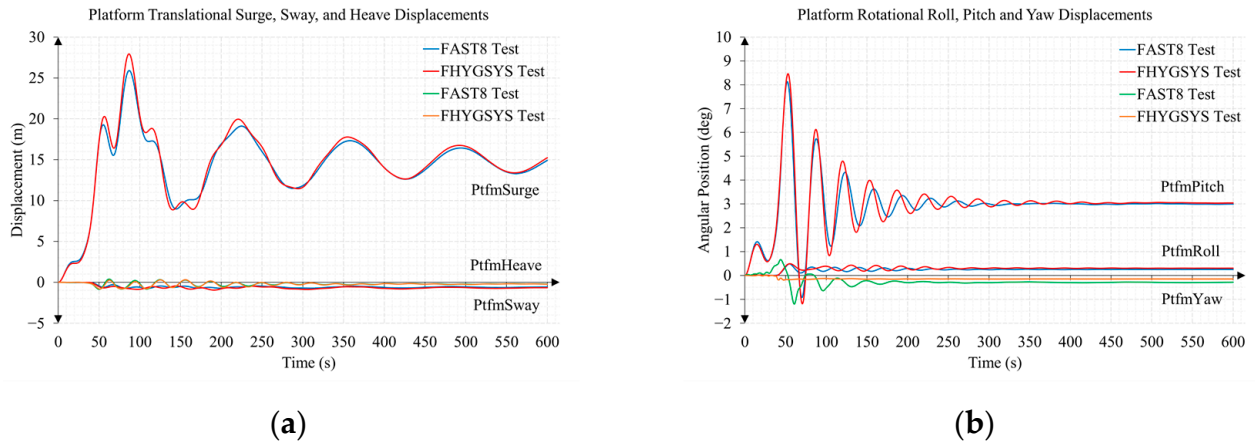 Platform Translational Surge, Sway, and Heave Displacements
30
25
20
15
10
5
0
−5
Displacement (m)
FAST8 Test
FHYGSYS Test
FAST8 Test
FHYGSYS Test
PtfmSurge
PtfmHeave
PtfmSway
0 50 100 150 200 250 300 350 400 450 500 550 600
Time (s)
(a)
Platform Rotational Roll, Pitch and Yaw Displacements
10
9
8
7
6
5
4
3
2
1
0
−1
−2
Angular Position (deg)
FAST8 Test
FHYGSYS Test
FAST8 Test
FHYGSYS Test
PtfmPitch
PtfmRoll
PtfmYaw
0 50 100 150 200 250 300 350 400 450 500 550 600
Time (s)
(b)